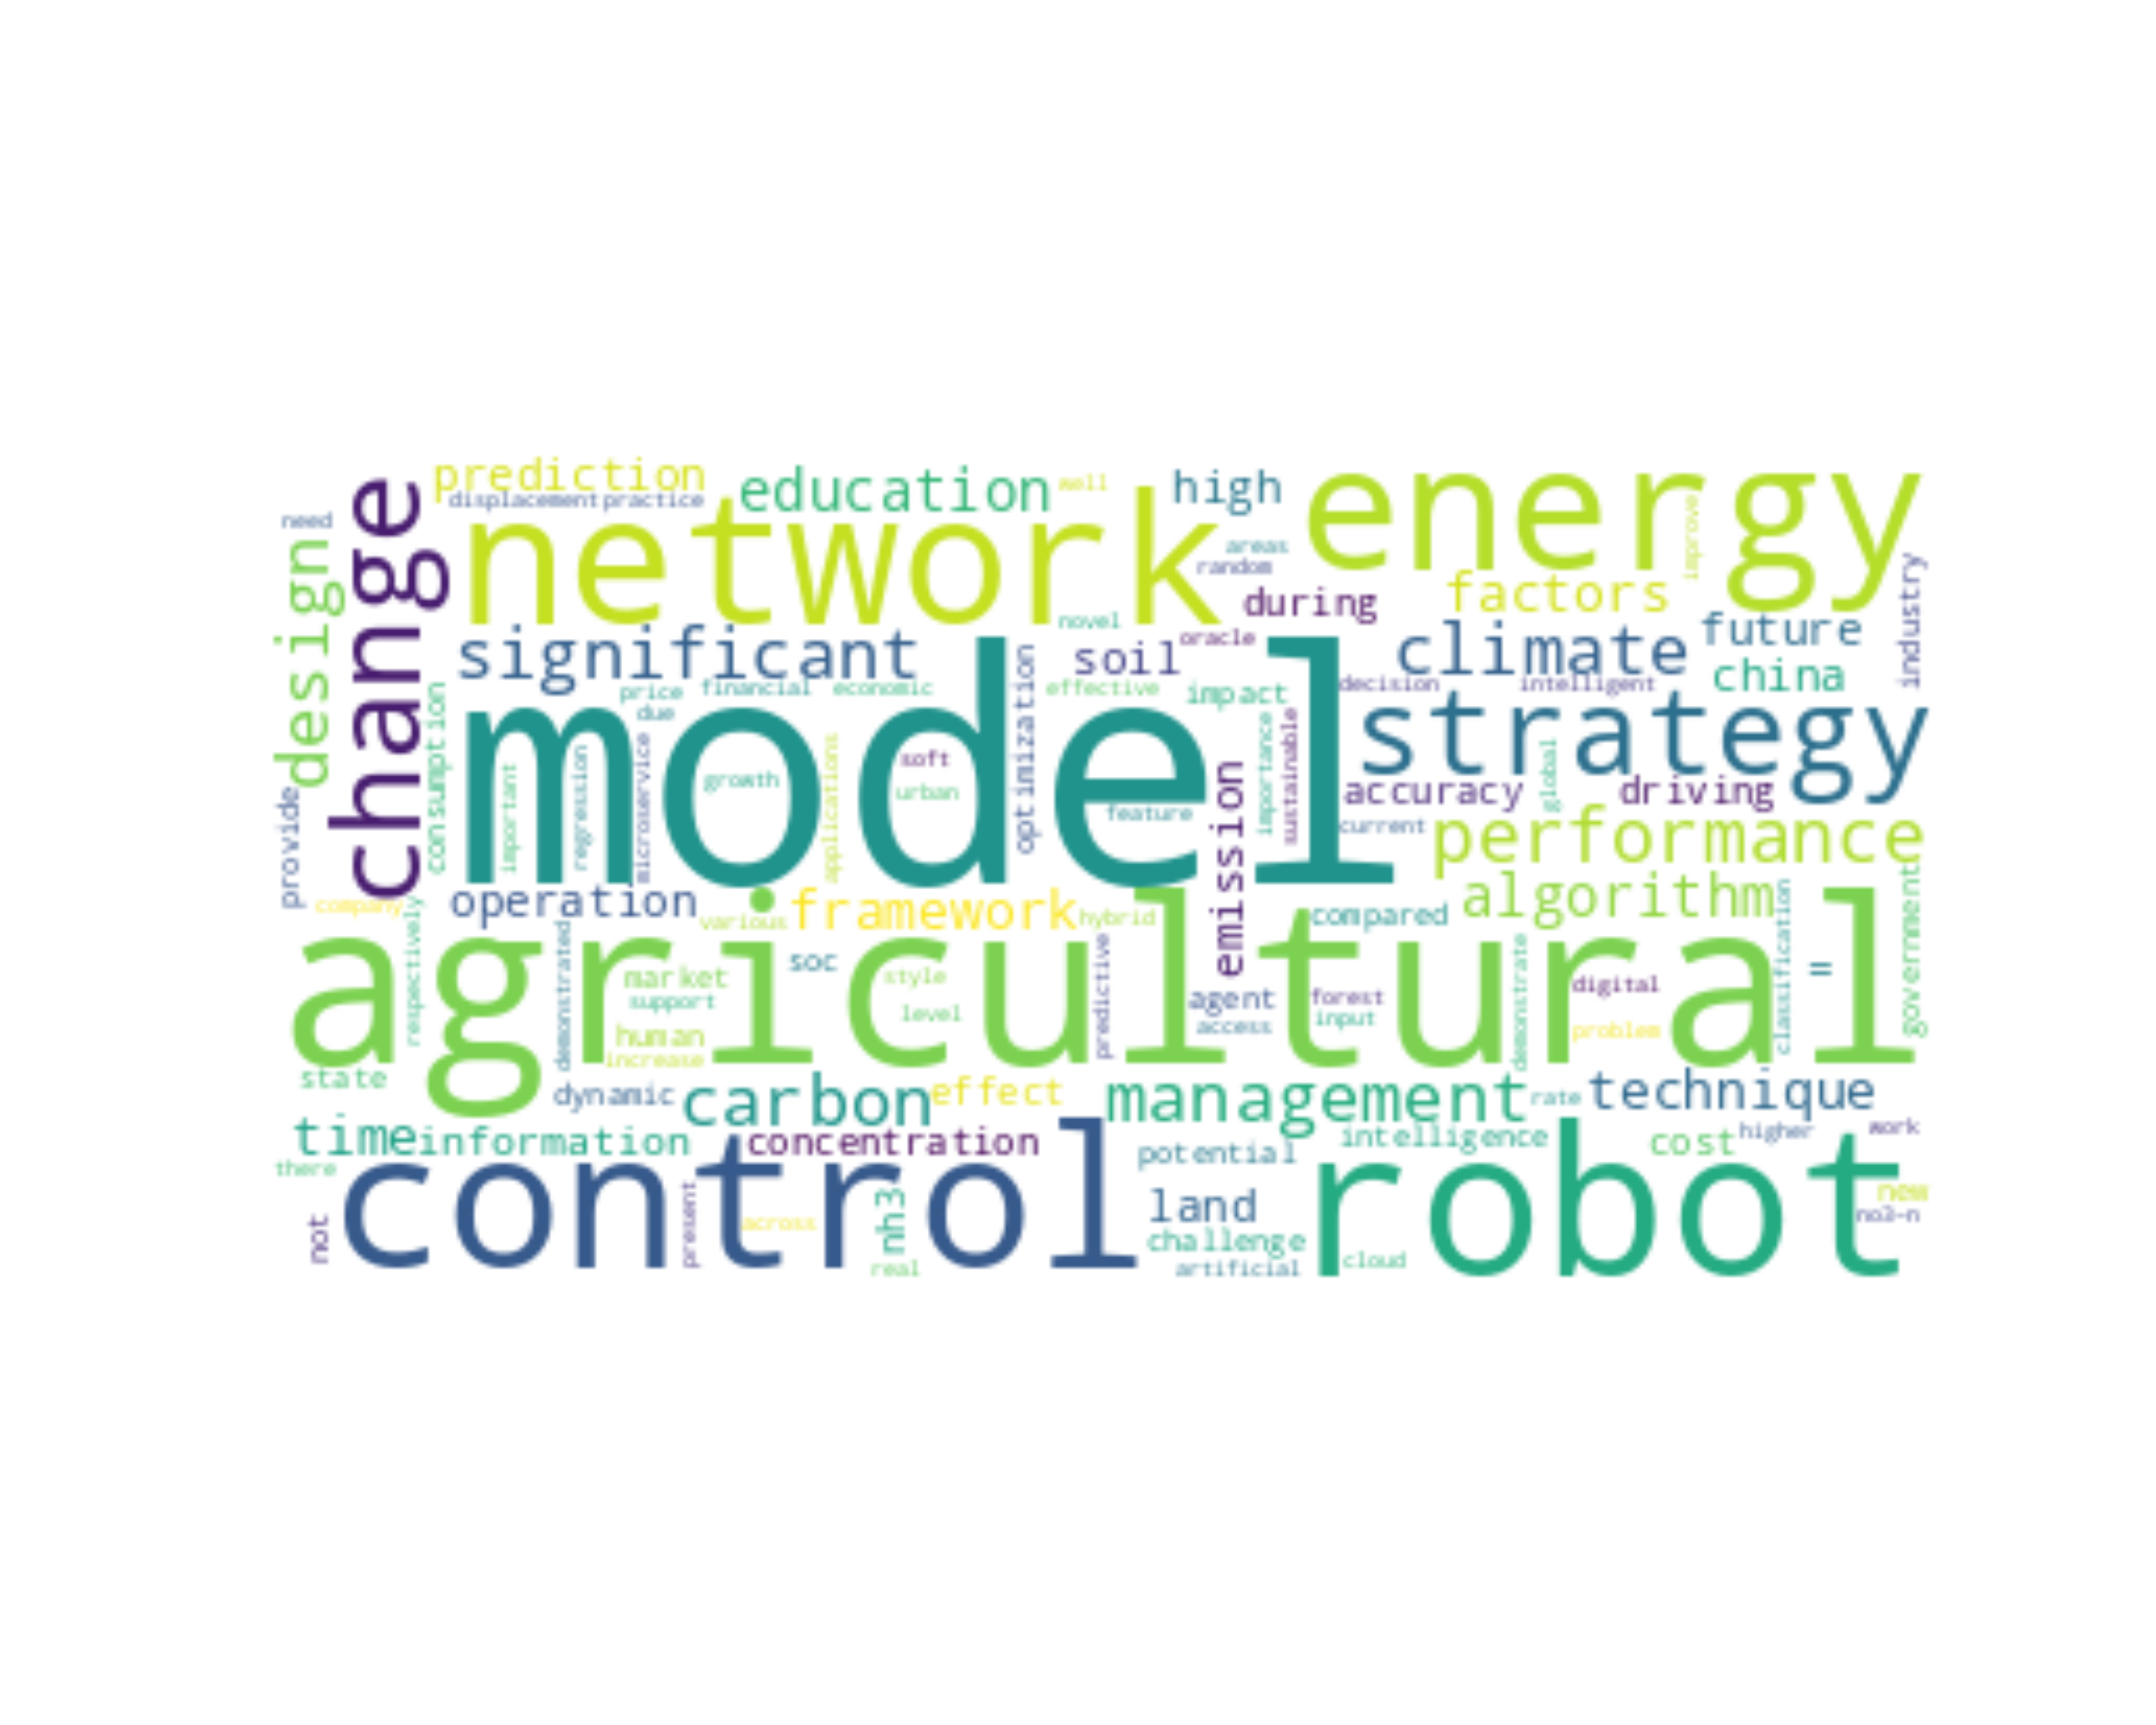 prediction
education
well
high
energy
displacement
practice
need
change
network
improve
areas
random
design
during
factors
industry
novel
significant
oracle
soil
climate
future
china
price
financial
economic
effective
impact
decision
intelligent
due
consumption
optimization
model
strategy
importance
sustainable
global
soft
growth
urban
feature
important
regression
microservice
applications
emission
accuracy
driving
current
performance
provide
company
operation
various
framework
hybrid
compared
algorithm
classification
government
respectively
demonstrated
agricultural
soc
=
market
style
support
level
predictive
agent
forest
digital
access
input
demonstrate
problem
human
increase
state
dynamic
carbon
effect
management
rate
technique
time
information
concentration
intelligence
cost
higher
work
there
control
potential
robot
not
present
across
nh3
land
new
no3-n
challenge
real
artificial
cloud